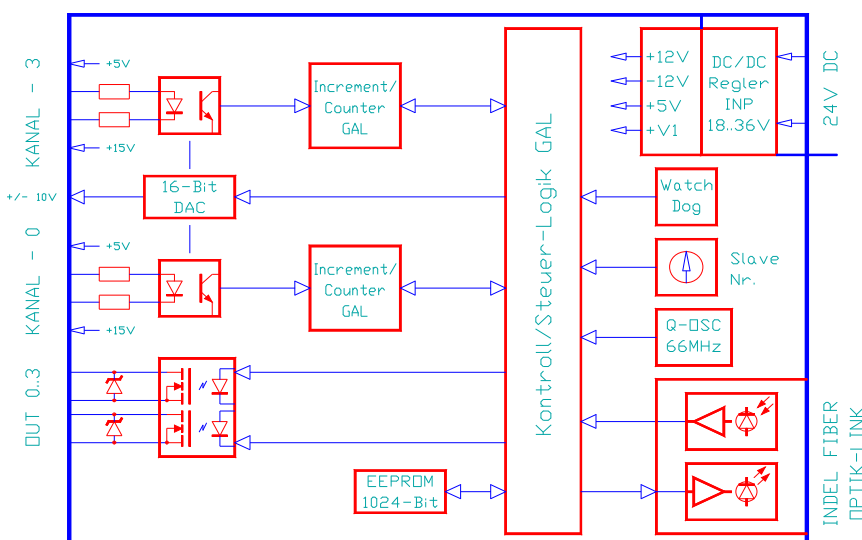 KANAL - 3
+5V
+15V
Increment/
Counter
GAL
+/- 10V
16-Bit
DAC
KANAL - 0
+5V
+15V
Increment/
Counter
GAL
OUT 0..3
EEPROM
1024-Bit
Kontroll/Steuer-Logik GAL
+12V
-12V
+5V
+V1
DC/DC
Regler
INP
18..36V
24V DC
Watch
Dog
Slave
Nr.
Q-OSC
66MHz
INDEL FIBER
OPTIK-LINK